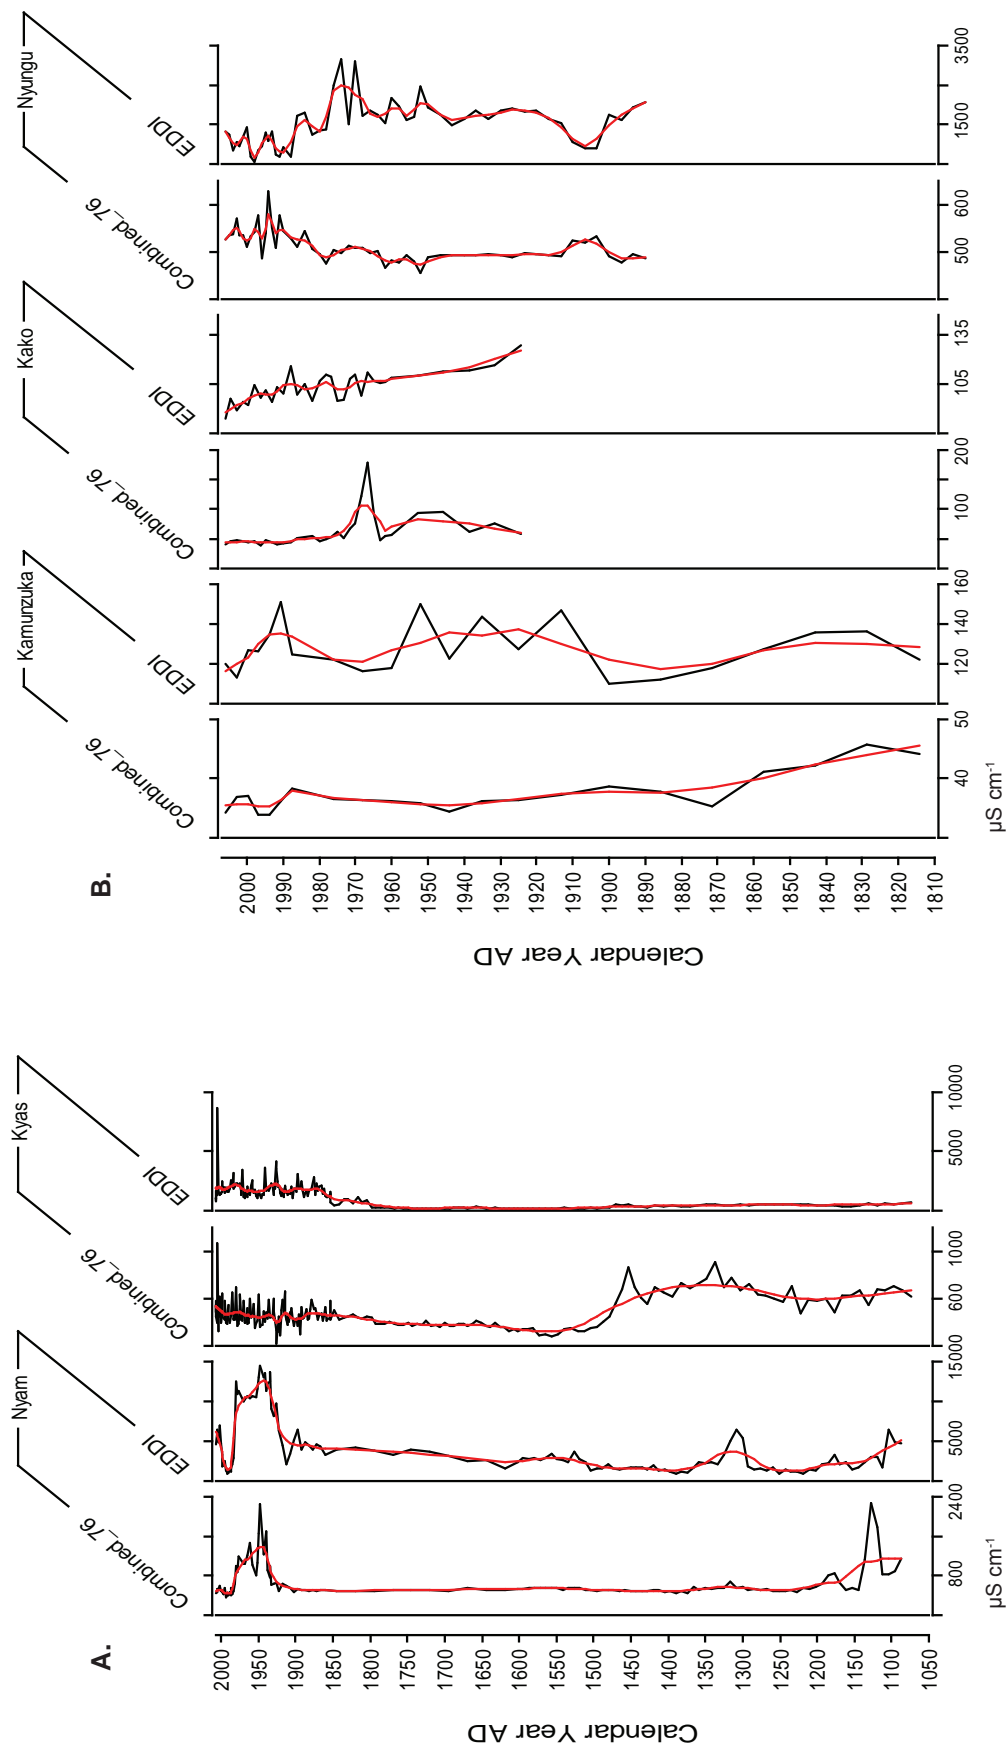 A.
Nyam
Kyas
Combined_76
EDDI
Combined_76
EDDI
Calendar Year AD
2000
1950
1900
1850
1800
1750
1700
1650
1600
1550
1500
1450
1400
1350
1300
1250
1200
1150
1100
1050
800
2400
5000
15000
600
1000
5000
10000
µS cm-1
B.
Kamunzuka
Kako
Nyungu
Combined_76
EDDI
Combined_76
EDDI
Combined_76
EDDI
Calendar Year AD
2000
1990
1980
1970
1960
1950
1940
1930
1920
1910
1900
1890
1880
1870
1860
1850
1840
1830
1820
1810
40
50
120
140
160
100
200
105
135
500
600
1500
3500
µS cm-1